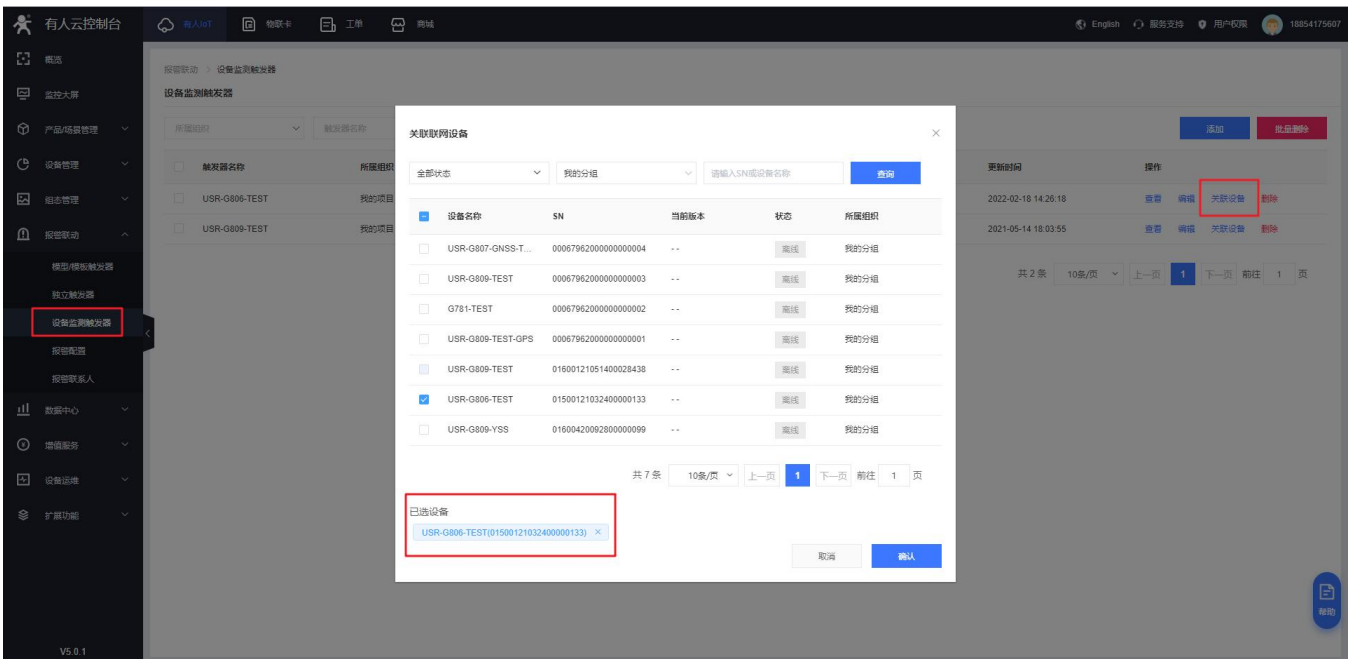 有人云控制台 有人IoT 物联卡 工单 商城 English 服务支持 用户权限 18854175607
概览
监控大屏
产品/场景管理
设备管理
组态管理
报警联动
模型/模板触发器
独立触发器
设备监测触发器
报警配置
报警联系人
数据中心
增值服务
设备运维
扩展功能
V5.0.1
报警联动 > 设备监测触发器
设备监测触发器
所属组织 触发器名称 添加 批量删除
触发器名称 所属组织 更新时间 操作
USR-G806-TEST 我的项目 2022-02-18 14:26:18 查看 编辑 关联设备 删除
USR-G809-TEST 我的项目 2021-05-14 18:03:55 查看 编辑 关联设备 删除
共 2 条 10条/页 上一页 1 下一页 前往 1 页
关联联网设备 ×
全部状态 我的分组 请输入SN或设备名称 查询
设备名称 SN 当前版本 状态 所属组织
USR-G807-GNSS-T... 00067962000000000004 -- 离线 我的分组
USR-G809-TEST 00067962000000000003 -- 离线 我的分组
G781-TEST 00067962000000000002 -- 离线 我的分组
USR-G809-TEST-GPS 00067962000000000001 -- 离线 我的分组
USR-G809-TEST 01600121051400028438 -- 离线 我的分组
USR-G806-TEST 01500121032400000133 -- 离线 我的分组
USR-G809-YSS 01600420092800000099 -- 离线 我的分组
共 7 条 10条/页 上一页 1 下一页 前往 1 页
已选设备
USR-G806-TEST(01500121032400000133) ×
取消 确认
帮助